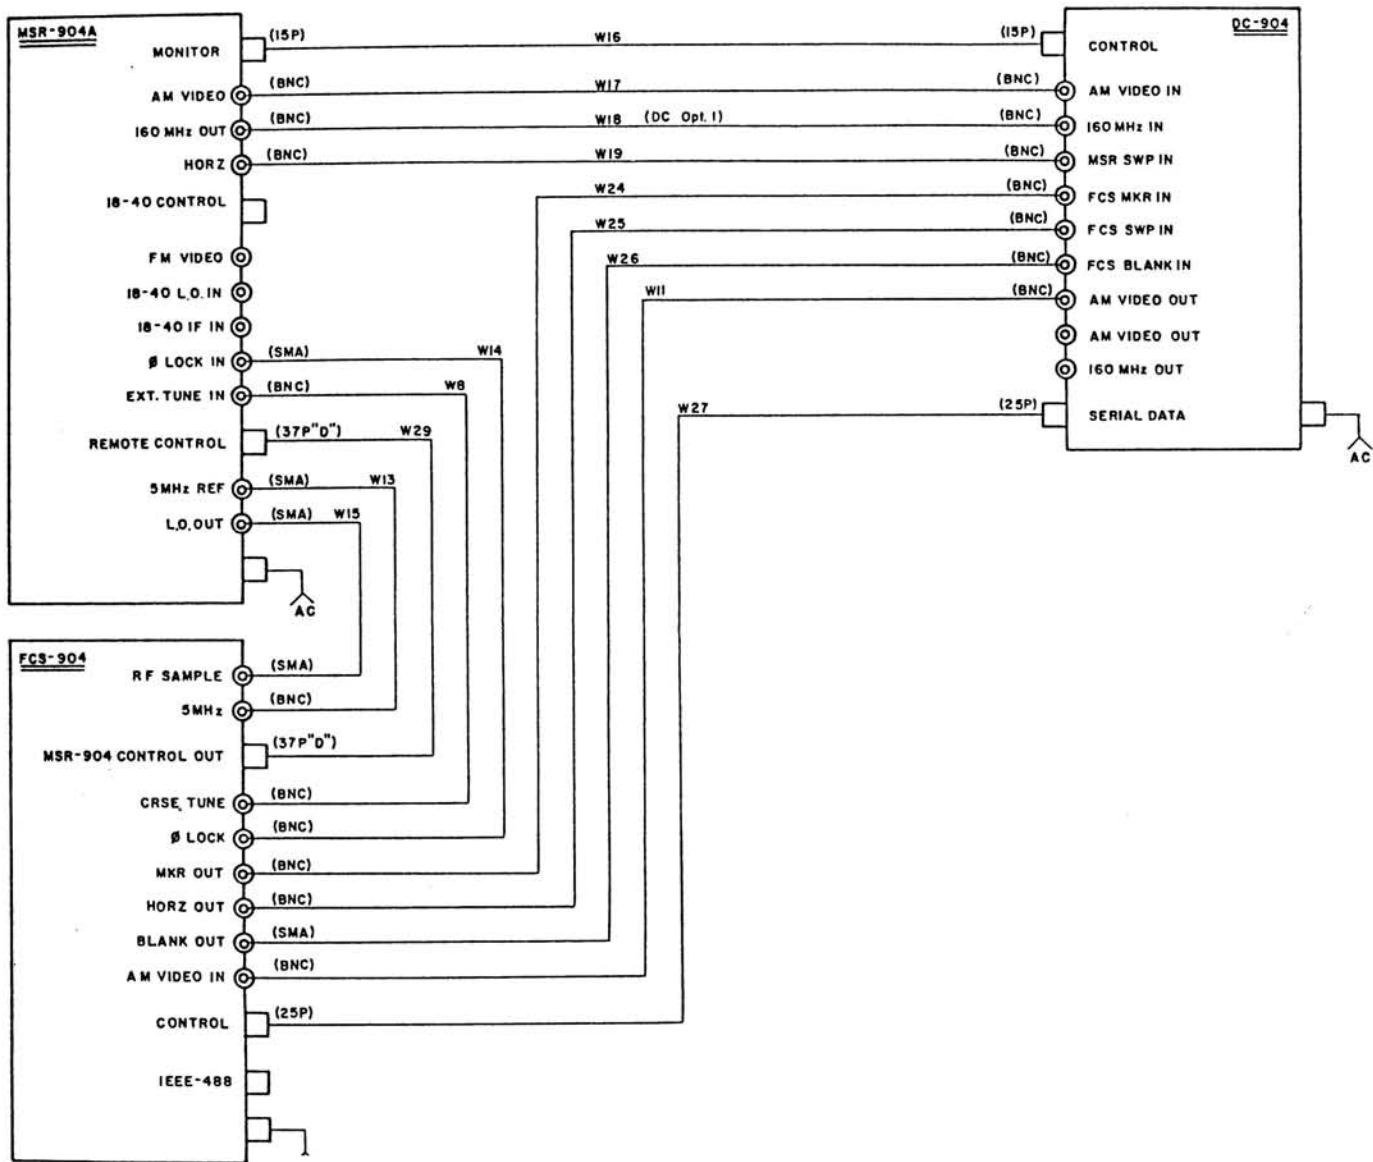 MSR-904A
DC-904
MONITOR (15P) W16 (15P) CONTROL
AM VIDEO (BNC) W17 (BNC) AM VIDEO IN
160 MHz OUT (BNC) W18 (DC Opt. 1) (BNC) 160 MHz IN
HORZ (BNC) W19 (BNC) MSR SWP IN
18-40 CONTROL W24 (BNC) FCS MKR IN
W25 (BNC) FCS SWP IN
FM VIDEO W26 (BNC) FCS BLANK IN
18-40 L.O. IN W11 (BNC) AM VIDEO OUT
18-40 IF IN AM VIDEO OUT
Ø LOCK IN (SMA) W14 160 MHz OUT
EXT. TUNE IN (BNC) W8
W27 (25P) SERIAL DATA
REMOTE CONTROL (37P"D") W29
AC
5MHz REF (SMA) W13
L.O. OUT (SMA) W15
AC
FCS-904
RF SAMPLE (SMA)
5MHz (BNC)
MSR-904 CONTROL OUT (37P"D")
CRSE. TUNE (BNC)
Ø LOCK (BNC)
MKR OUT (BNC)
HORZ OUT (BNC)
BLANK OUT (SMA)
AM VIDEO IN (BNC)
CONTROL (25P)
IEEE-488